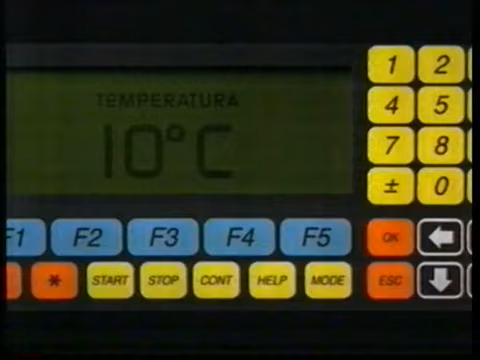 TEMPERATURA
10°C
1 2
4 5
7 8
± 0
F1 F2 F3 F4 F5 OK
* START STOP CONT HELP MODE ESC